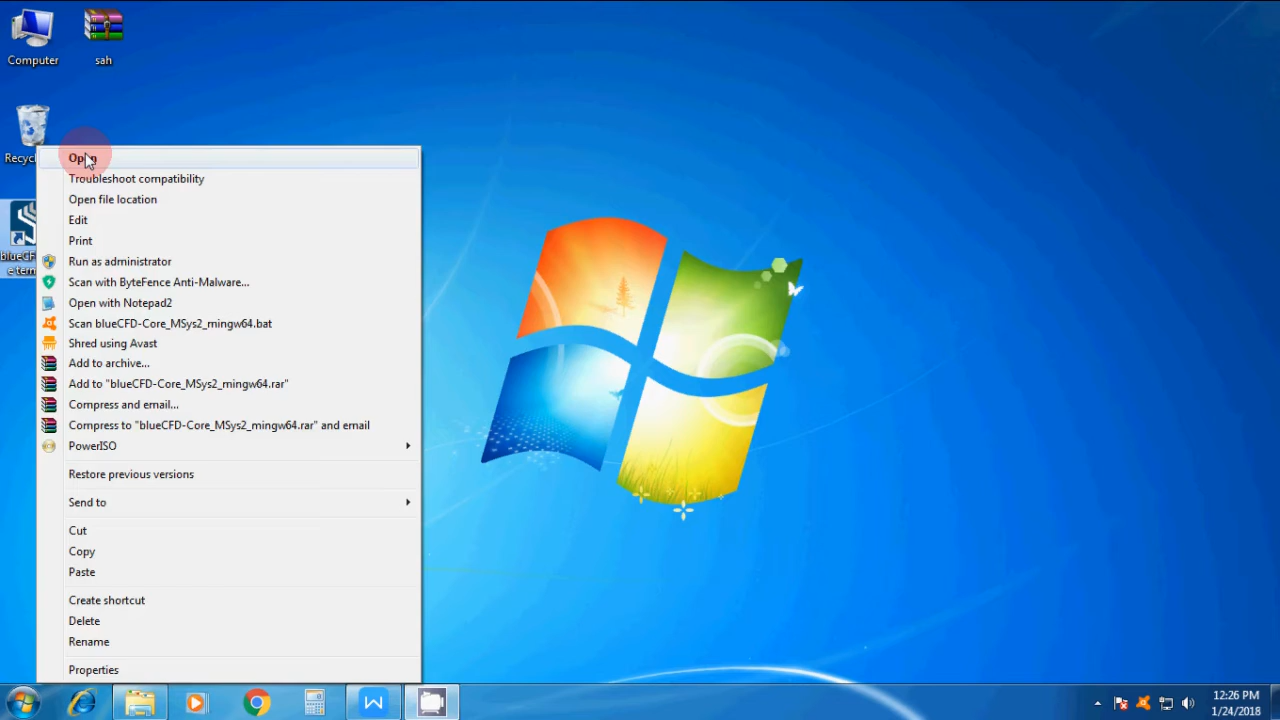 Computer
sah
Recycl
Open
Troubleshoot compatibility
Open file location
Edit
Print
blueCF
e tern
Run as administrator
Scan with ByteFence Anti-Malware...
Open with Notepad2
Scan blueCFD-Core_MSys2_mingw64.bat
Shred using Avast
Add to archive...
Add to "blueCFD-Core_MSys2_mingw64.rar"
Compress and email...
Compress to "blueCFD-Core_MSys2_mingw64.rar" and email
PowerISO
Restore previous versions
Send to
Cut
Copy
Paste
Create shortcut
Delete
Rename
Properties
12:26 PM
1/24/2018